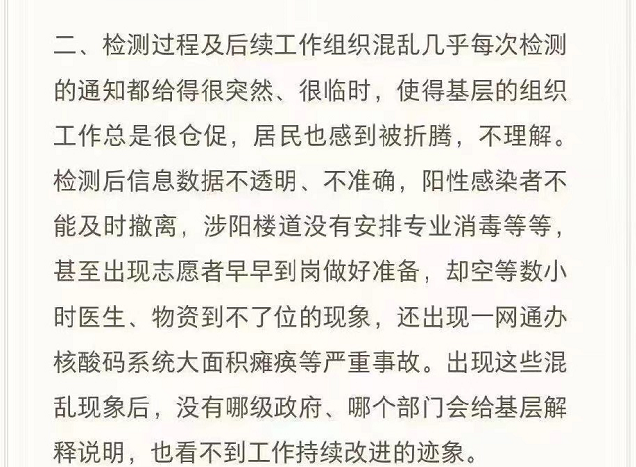 二、检测过程及后续工作组织混乱几乎每次检测
的通知都给得很突然、很临时，使得基层的组织
工作总是很仓促，居民也感到被折腾，不理解。
检测后信息数据不透明、不准确，阳性感染者不
能及时撤离，涉阳楼道没有安排专业消毒等等，
甚至出现志愿者早早到岗做好准备，却空等数小
时医生、物资到不了位的现象，还出现一网通办
核酸码系统大面积瘫痪等严重事故。出现这些混
乱现象后，没有哪级政府、哪个部门会给基层解
释说明，也看不到工作持续改进的迹象。